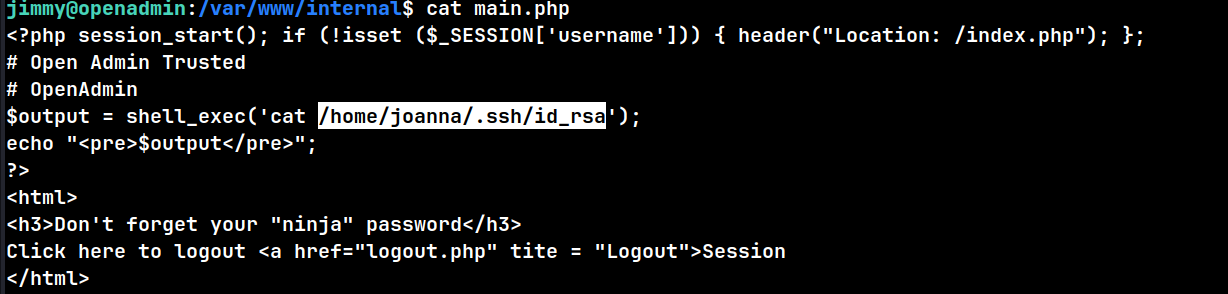 jimmy@openadmin:/var/www/internal$ cat main.php
<?php session_start(); if (!isset ($_SESSION['username'])) { header("Location: /index.php"); };
# Open Admin Trusted
# OpenAdmin
$output = shell_exec('cat /home/joanna/.ssh/id_rsa');
echo "<pre>$output</pre>";
?>
<html>
<h3>Don't forget your "ninja" password</h3>
Click here to logout <a href="logout.php" tite = "Logout">Session
</html>